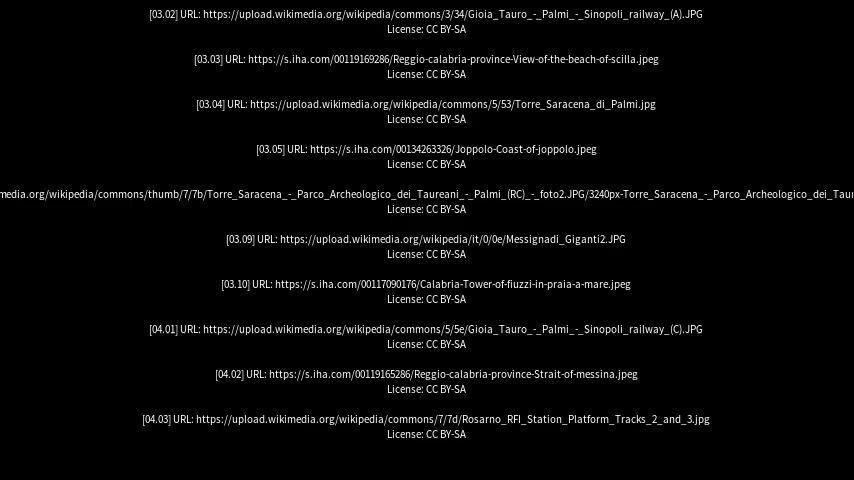 [03.02] URL: https://upload.wikimedia.org/wikipedia/commons/3/34/Gioia_Tauro_-_Palmi_-_Sinopoli_railway_(A).JPG
License: CC BY-SA
[03.03] URL: https://s.iha.com/00119169286/Reggio-calabria-province-View-of-the-beach-of-scilla.jpeg
License: CC BY-SA
[03.04] URL: https://upload.wikimedia.org/wikipedia/commons/5/53/Torre_Saracena_di_Palmi.jpg
License: CC BY-SA
[03.05] URL: https://s.iha.com/00134263326/Joppolo-Coast-of-joppolo.jpeg
License: CC BY-SA
media.org/wikipedia/commons/thumb/7/7b/Torre_Saracena_-_Parco_Archeologico_dei_Taureani_-_Palmi_(RC)_-_foto2.JPG/3240px-Torre_Saracena_-_Parco_Archeologico_dei_Taur
License: CC BY-SA
[03.09] URL: https://upload.wikimedia.org/wikipedia/it/0/0e/Messignadi_Giganti2.JPG
License: CC BY-SA
[03.10] URL: https://s.iha.com/00117090176/Calabria-Tower-of-fiuzzi-in-praia-a-mare.jpeg
License: CC BY-SA
[04.01] URL: https://upload.wikimedia.org/wikipedia/commons/5/5e/Gioia_Tauro_-_Palmi_-_Sinopoli_railway_(C).JPG
License: CC BY-SA
[04.02] URL: https://s.iha.com/00119165286/Reggio-calabria-province-Strait-of-messina.jpeg
License: CC BY-SA
[04.03] URL: https://upload.wikimedia.org/wikipedia/commons/7/7d/Rosarno_RFI_Station_Platform_Tracks_2_and_3.jpg
License: CC BY-SA